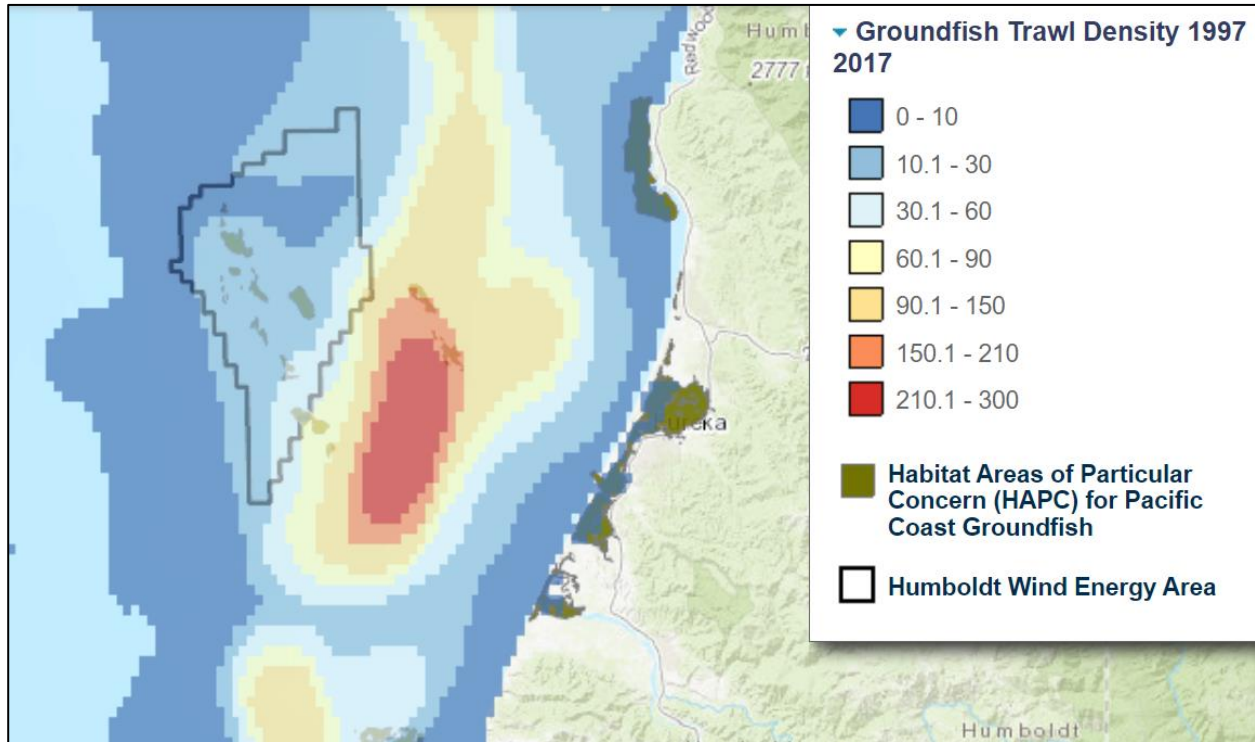 Groundfish Trawl Density 1997
2017
0 - 10
10.1 - 30
30.1 - 60
60.1 - 90
90.1 - 150
150.1 - 210
210.1 - 300
Habitat Areas of Particular
Concern (HAPC) for Pacific
Coast Groundfish
Humboldt Wind Energy Area
2777
Humboldt